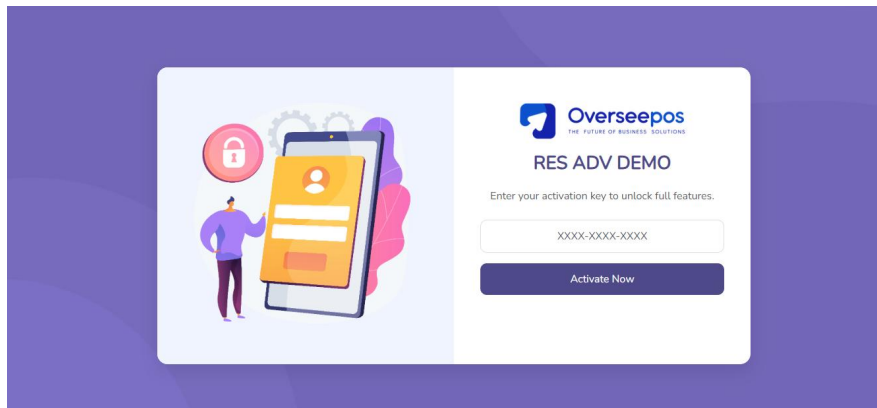 Overseepos
THE FUTURE OF BUSINESS SOLUTIONS
RES ADV DEMO
Enter your activation key to unlock full features.
XXXX-XXXX-XXXX
Activate Now